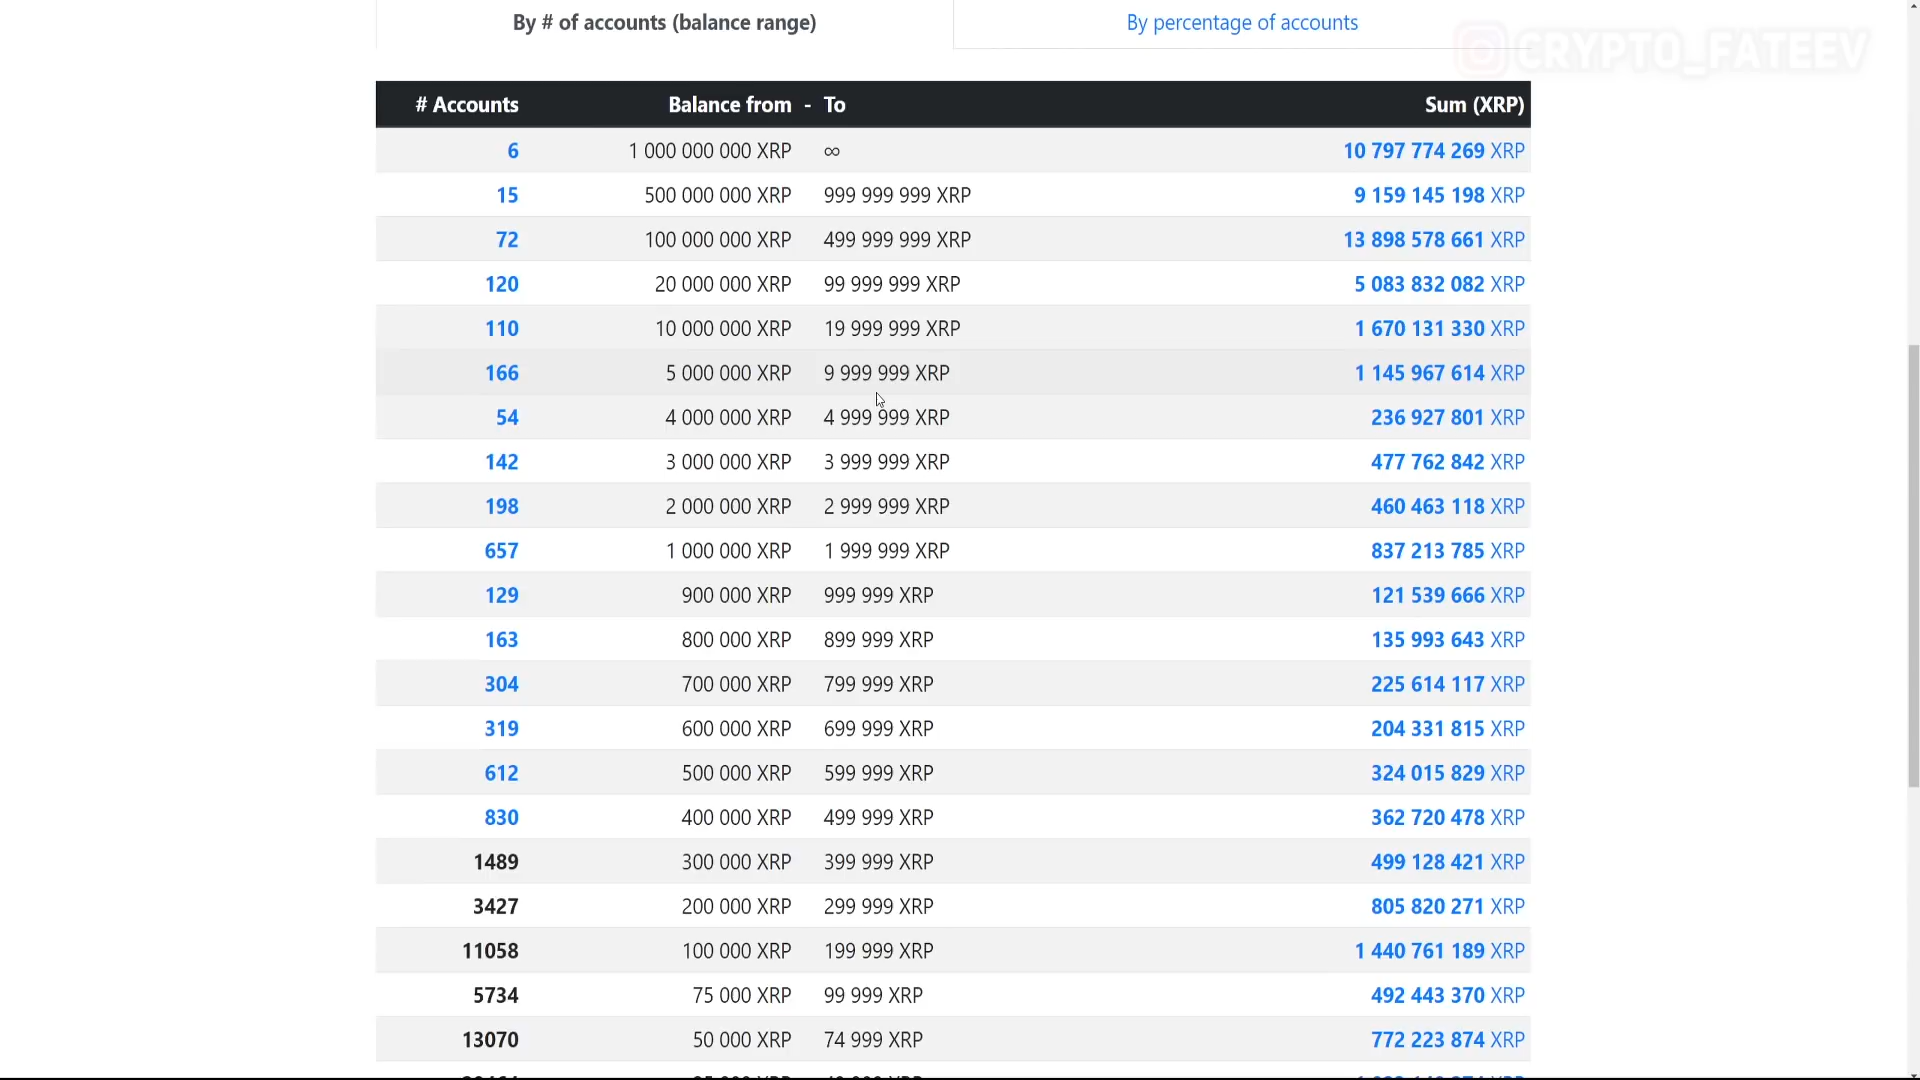 By # of accounts (balance range) By percentage of accounts
CRYPTO_FATEEV
# Accounts Balance from - To Sum (XRP)
6 1 000 000 000 XRP ∞ 10 797 774 269 XRP
15 500 000 000 XRP 999 999 999 XRP 9 159 145 198 XRP
72 100 000 000 XRP 499 999 999 XRP 13 898 578 661 XRP
120 20 000 000 XRP 99 999 999 XRP 5 083 832 082 XRP
110 10 000 000 XRP 19 999 999 XRP 1 670 131 330 XRP
166 5 000 000 XRP 9 999 999 XRP 1 145 967 614 XRP
54 4 000 000 XRP 4 999 999 XRP 236 927 801 XRP
142 3 000 000 XRP 3 999 999 XRP 477 762 842 XRP
198 2 000 000 XRP 2 999 999 XRP 460 463 118 XRP
657 1 000 000 XRP 1 999 999 XRP 837 213 785 XRP
129 900 000 XRP 999 999 XRP 121 539 666 XRP
163 800 000 XRP 899 999 XRP 135 993 643 XRP
304 700 000 XRP 799 999 XRP 225 614 117 XRP
319 600 000 XRP 699 999 XRP 204 331 815 XRP
612 500 000 XRP 599 999 XRP 324 015 829 XRP
830 400 000 XRP 499 999 XRP 362 720 478 XRP
1489 300 000 XRP 399 999 XRP 499 128 421 XRP
3427 200 000 XRP 299 999 XRP 805 820 271 XRP
11058 100 000 XRP 199 999 XRP 1 440 761 189 XRP
5734 75 000 XRP 99 999 XRP 492 443 370 XRP
13070 50 000 XRP 74 999 XRP 772 223 874 XRP